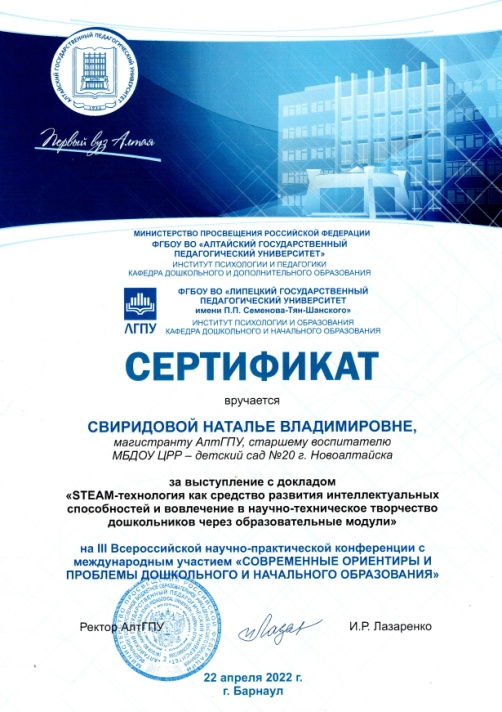 АЛТАЙСКИЙ ГОСУДАРСТВЕННЫЙ ПЕДАГОГИЧЕСКИЙ УНИВЕРСИТЕТ
Первый вуз Алтая
МИНИСТЕРСТВО ПРОСВЕЩЕНИЯ РОССИЙСКОЙ ФЕДЕРАЦИИ
ФГБОУ ВО «АЛТАЙСКИЙ ГОСУДАРСТВЕННЫЙ
ПЕДАГОГИЧЕСКИЙ УНИВЕРСИТЕТ»
ИНСТИТУТ ПСИХОЛОГИИ И ПЕДАГОГИКИ
КАФЕДРА ДОШКОЛЬНОГО И ДОПОЛНИТЕЛЬНОГО ОБРАЗОВАНИЯ
ЛГПУ
ФГБОУ ВО «ЛИПЕЦКИЙ ГОСУДАРСТВЕННЫЙ
ПЕДАГОГИЧЕСКИЙ УНИВЕРСИТЕТ
имени П.П. Семенова-Тян-Шанского»
ИНСТИТУТ ПСИХОЛОГИИ И ОБРАЗОВАНИЯ
КАФЕДРА ДОШКОЛЬНОГО И НАЧАЛЬНОГО ОБРАЗОВАНИЯ
СЕРТИФИКАТ
вручается
СВИРИДОВОЙ НАТАЛЬЕ ВЛАДИМИРОВНЕ,
магистранту АлтГПУ, старшему воспитателю
МБДОУ ЦРР – детский сад №20 г. Новоалтайска
за выступление с докладом
«STEAM-технология как средство развития интеллектуальных
способностей и вовлечение в научно-техническое творчество
дошкольников через образовательные модули»
на III Всероссийской научно-практической конференции с
международным участием «СОВРЕМЕННЫЕ ОРИЕНТИРЫ И
ПРОБЛЕМЫ ДОШКОЛЬНОГО И НАЧАЛЬНОГО ОБРАЗОВАНИЯ»
Ректор АлтГПУ
И.Р. Лазаренко
22 апреля 2022 г.
г. Барнаул